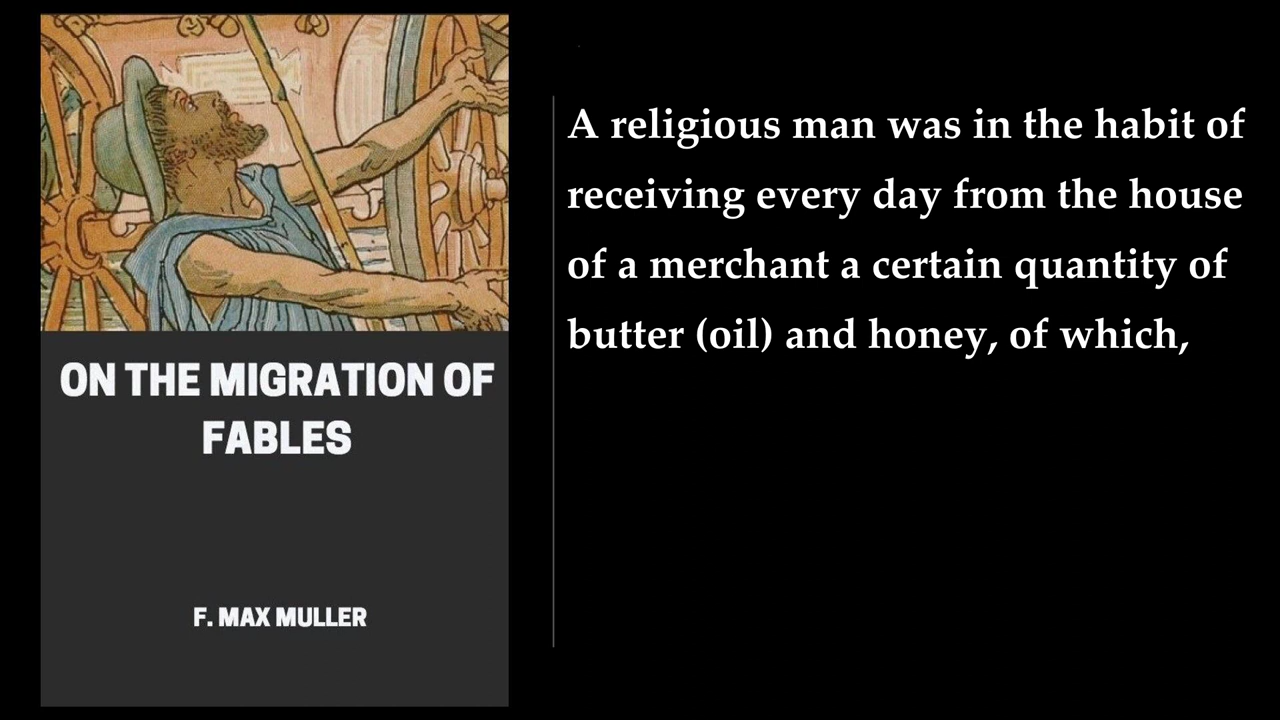 ON THE MIGRATION OF
FABLES
F. MAX MULLER
A religious man was in the habit of
receiving every day from the house
of a merchant a certain quantity of
butter (oil) and honey, of which,